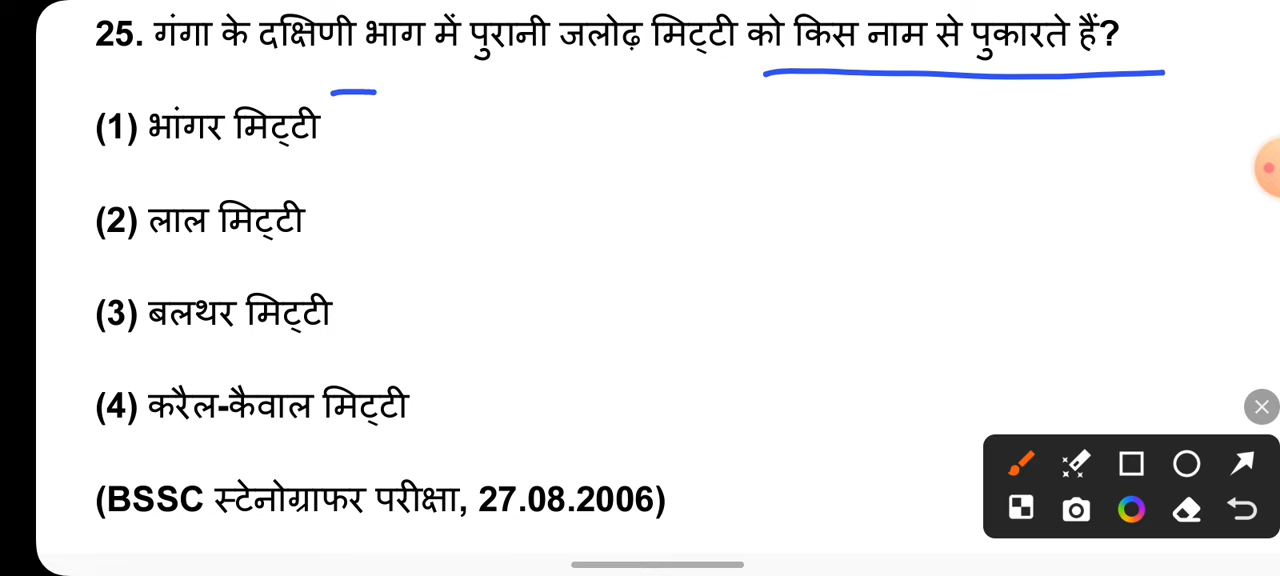 25. गंगा के दक्षिणी भाग में पुरानी जलोढ़ मिट्टी को किस नाम से पुकारते हैं?
(1) भांगर मिट्टी
(2) लाल मिट्टी
(3) बलथर मिट्टी
(4) करैल-कैवाल मिट्टी
(BSSC स्टेनोग्राफर परीक्षा, 27.08.2006)